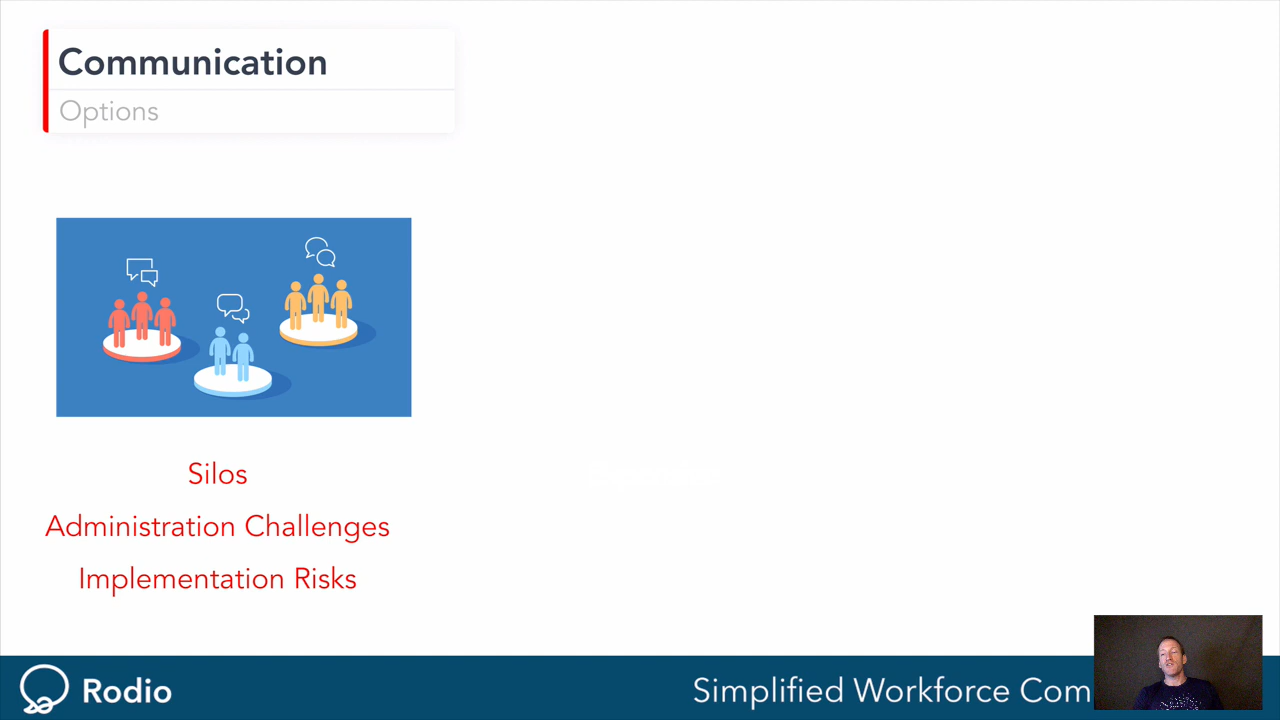 Communication
Options
Silos
Administration Challenges
Implementation Risks
Rodio
Simplified Workforce Com